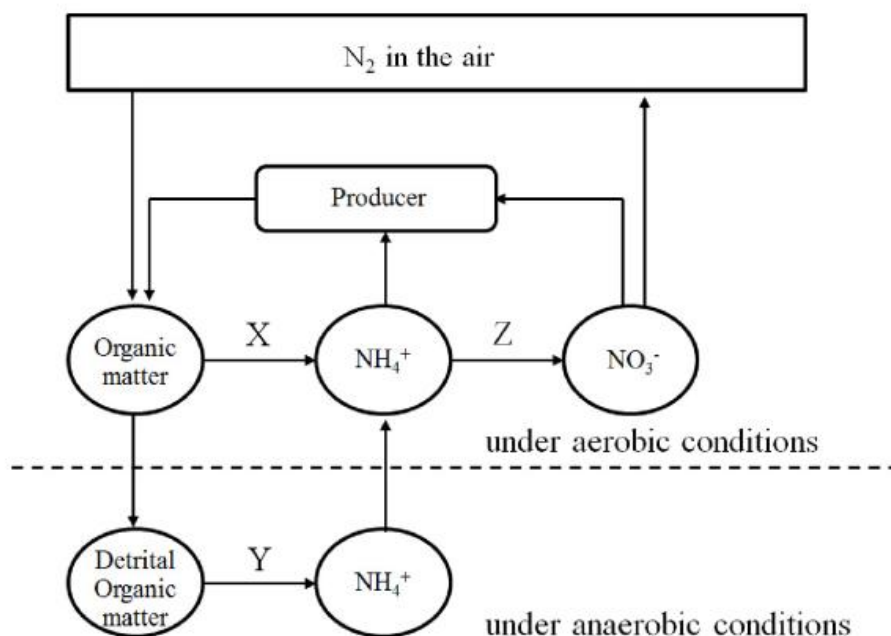 N₂ in the air
Producer
Organic
matter
X
NH₄⁺
Z
NO₃⁻
under aerobic conditions
Detrital
Organic
matter
Y
NH₄⁺
under anaerobic conditions